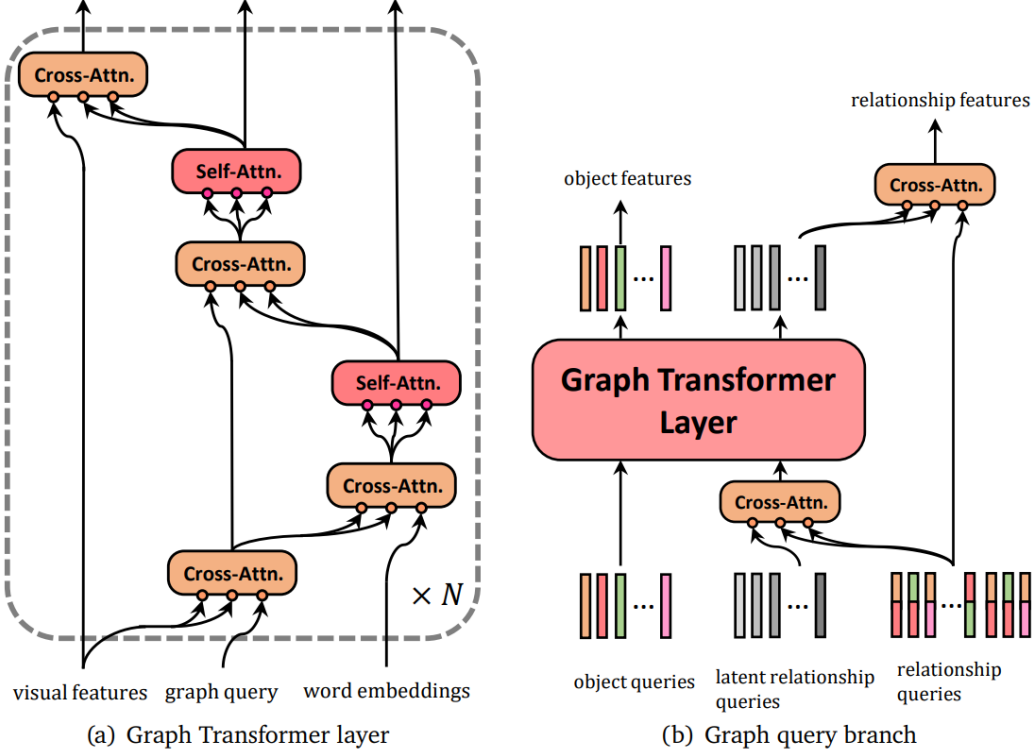 Cross-Attn.
Self-Attn.
Cross-Attn.
Self-Attn.
Cross-Attn.
Cross-Attn.
× N
visual features
graph query
word embeddings
(a) Graph Transformer layer
relationship features
Cross-Attn.
object features
...
...
Graph Transformer
Layer
Cross-Attn.
...
...
...
object queries
latent relationship
queries
relationship
queries
(b) Graph query branch